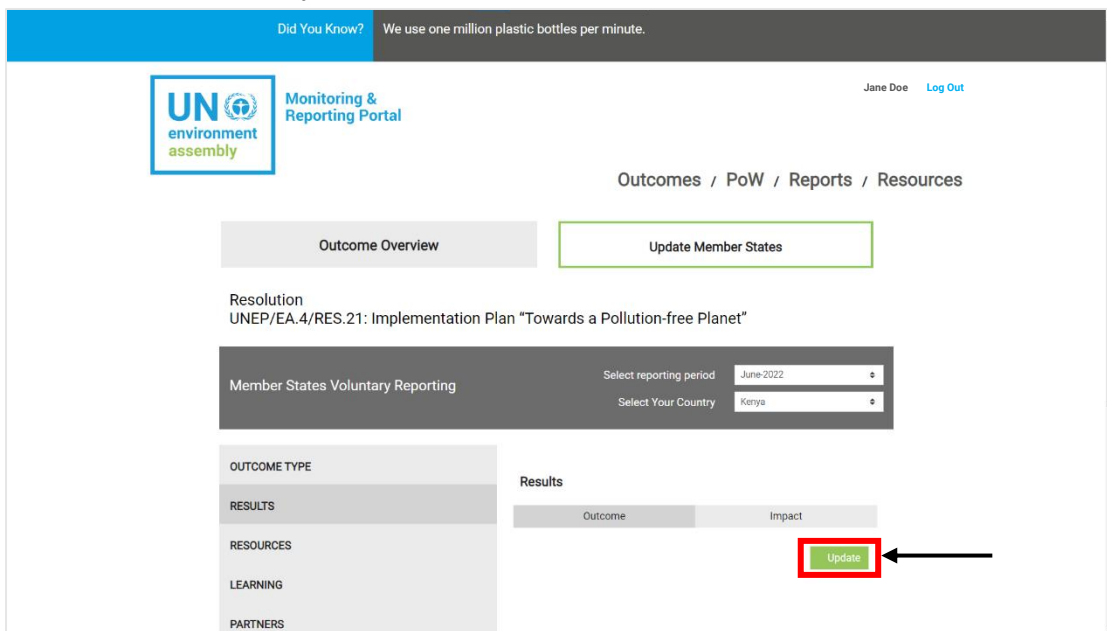 Did You Know?
We use one million plastic bottles per minute.
UN
environment
assembly
Monitoring &
Reporting Portal
Jane Doe
Log Out
Outcomes / PoW / Reports / Resources
Outcome Overview
Update Member States
Resolution
UNEP/EA.4/RES.21: Implementation Plan “Towards a Pollution-free Planet”
Member States Voluntary Reporting
Select reporting period
June-2022
Select Your Country
Kenya
OUTCOME TYPE
RESULTS
RESOURCES
LEARNING
PARTNERS
Results
Outcome
Impact
Update